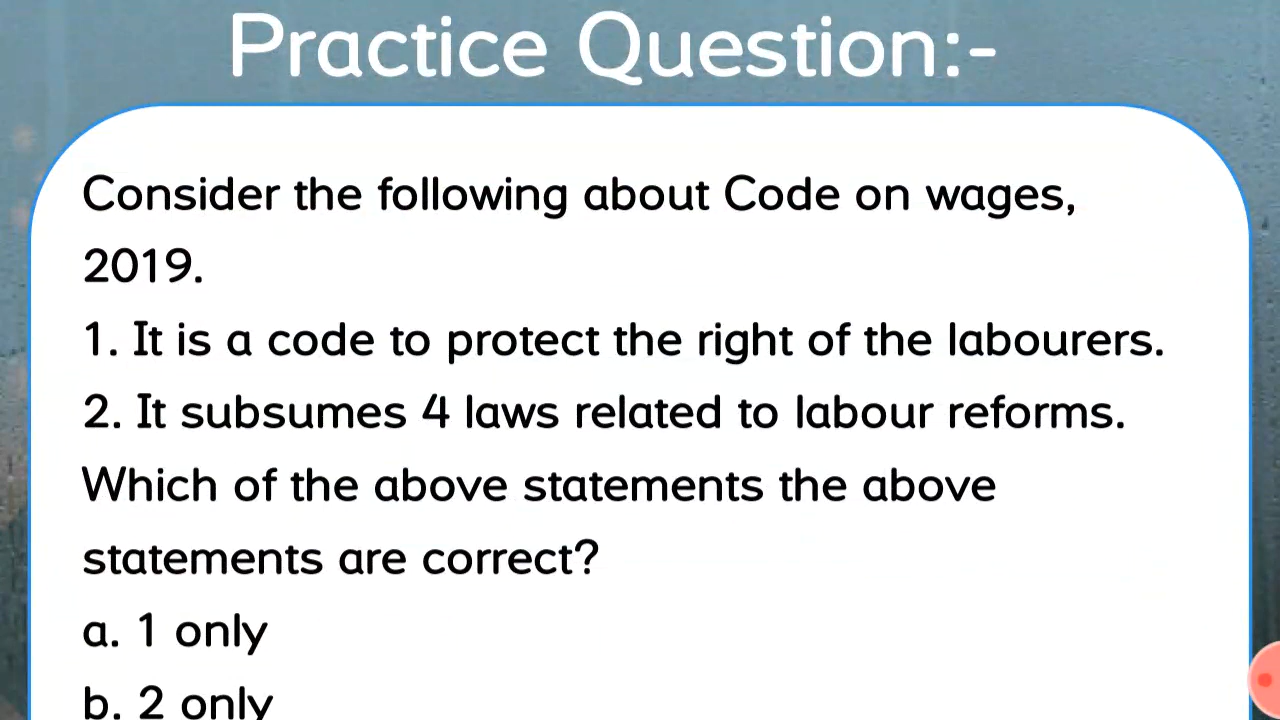 Practice Question:-
Consider the following about Code on wages,
2019.
1. It is a code to protect the right of the labourers.
2. It subsumes 4 laws related to labour reforms.
Which of the above statements the above
statements are correct?
a. 1 only
b. 2 only